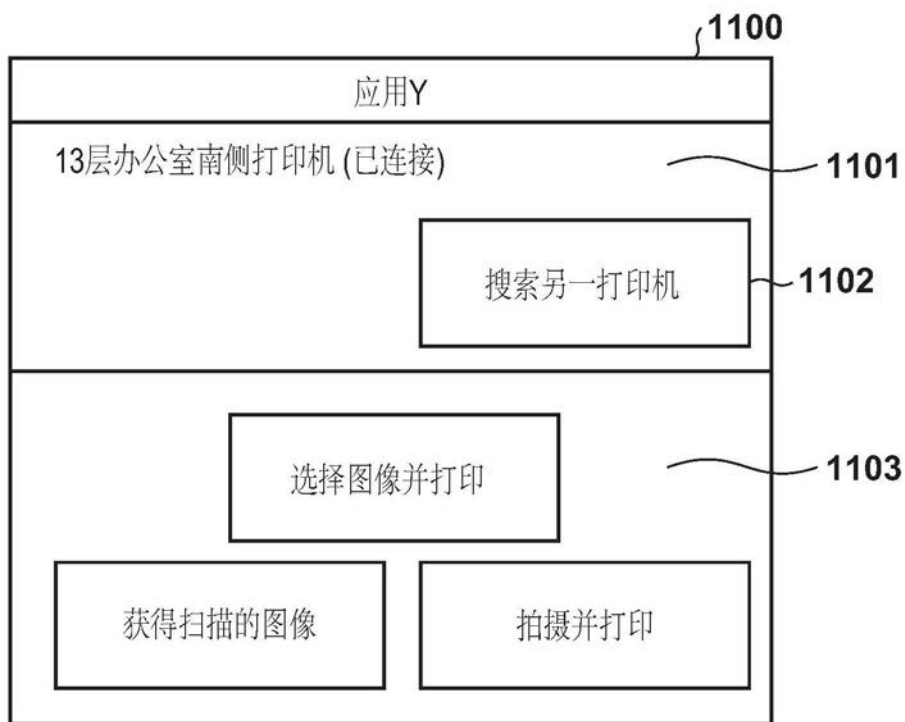 1100
应用Y
13层办公室南侧打印机 (已连接)
1101
搜索另一打印机
1102
选择图像并打印
1103
获得扫描的图像
拍摄并打印